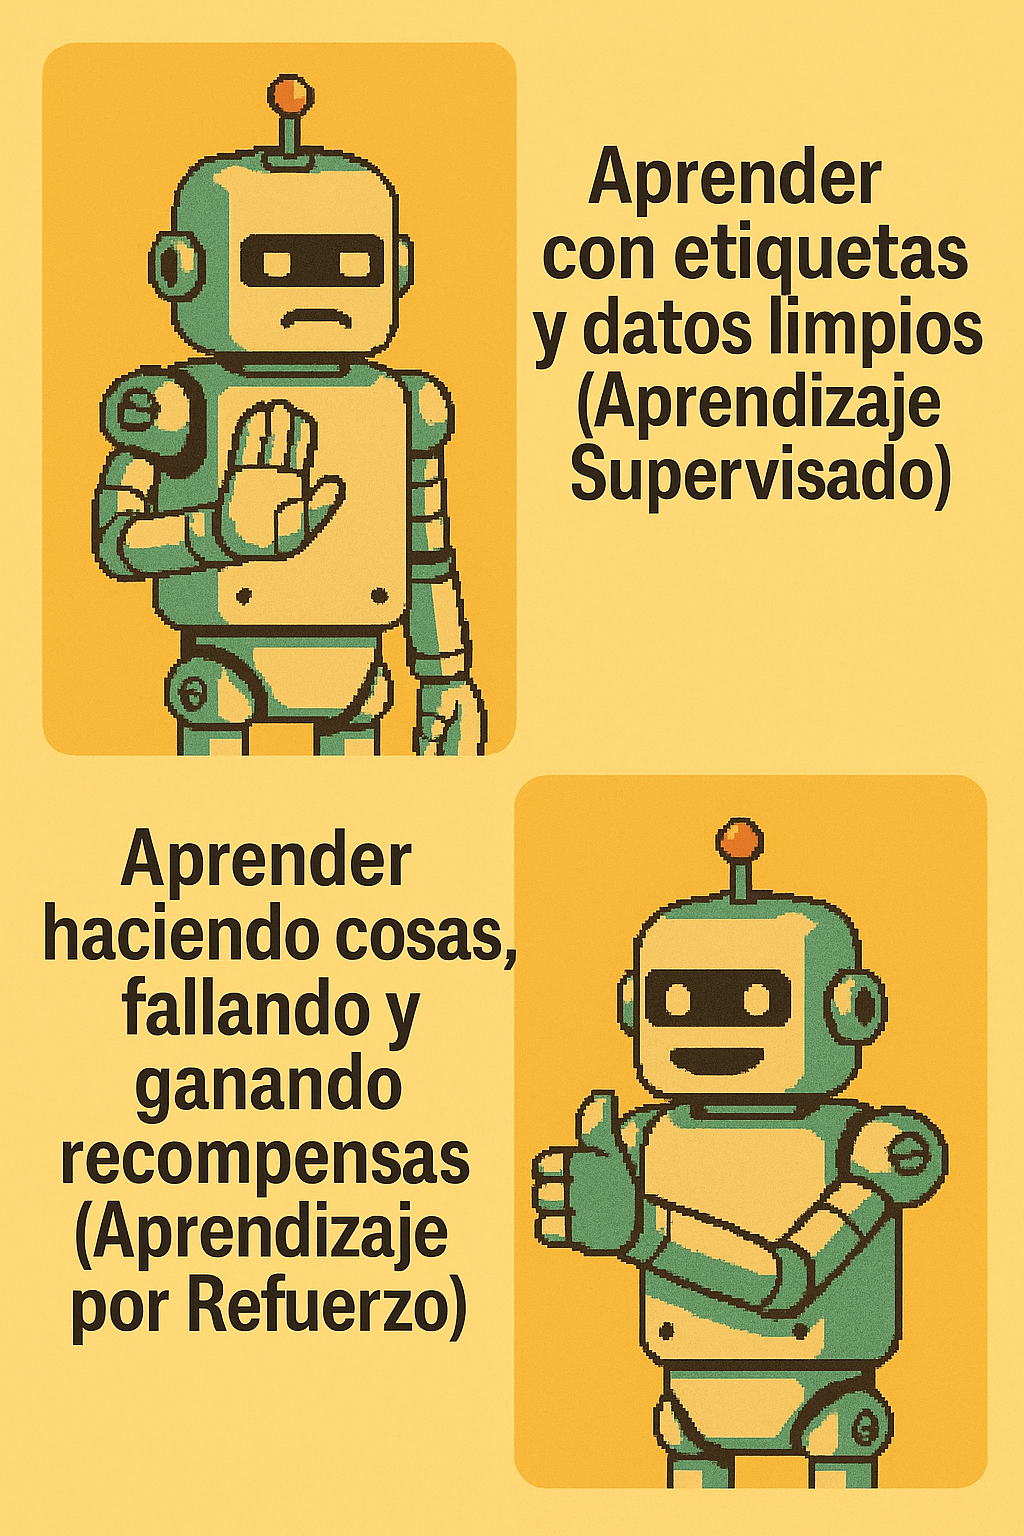 Aprender
con etiquetas
y datos limpios
(Aprendizaje
Supervisado)
Aprender
haciendo cosas,
fallando y
ganando
recompensas
(Aprendizaje
por Refuerzo)